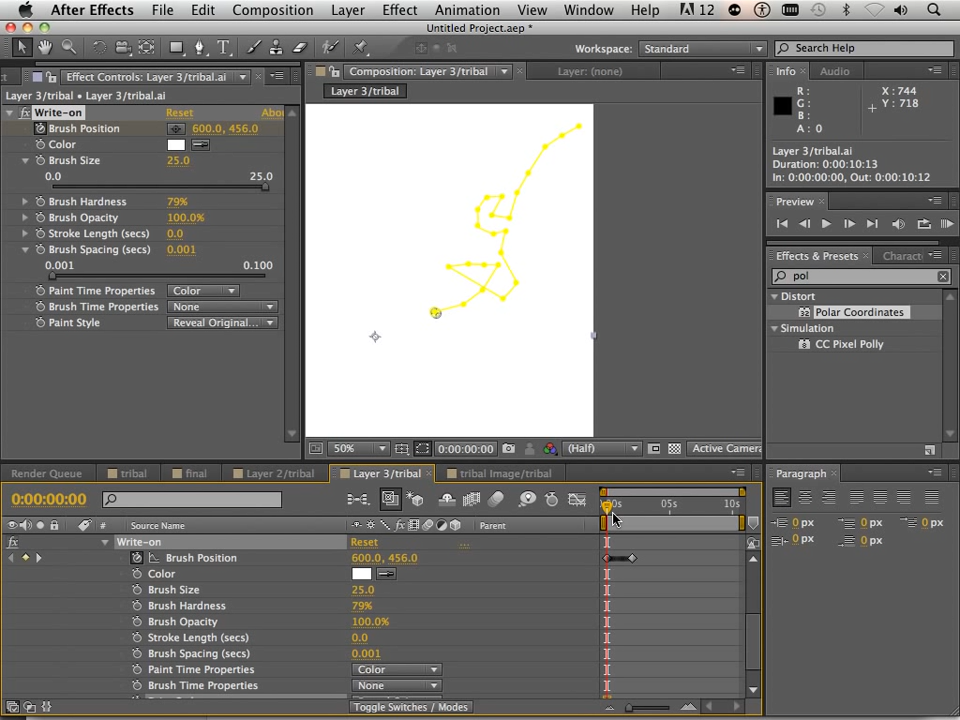 After Effects File Edit Composition Layer Effect Animation View Window Help 12
Untitled Project.aep *
Workspace: Standard Search Help
Effect Controls: Layer 3/tribal.ai
Layer 3/tribal • Layer 3/tribal.ai
fx Write-on Reset Abou
Brush Position 600.0, 456.0
Color
Brush Size 25.0
0.0 25.0
Brush Hardness 79%
Brush Opacity 100.0%
Stroke Length (secs) 0.0
Brush Spacing (secs) 0.001
0.001 0.100
Paint Time Properties Color
Brush Time Properties None
Paint Style Reveal Original...
Composition: Layer 3/tribal Layer: (none)
Layer 3/tribal
50% 0:00:00:00 (Half) Active Camera
Info Audio
R : X : 744
G : Y : 718
B :
A : 0
Layer 3/tribal.ai
Duration: 0:00:10:13
In: 0:00:00:00, Out: 0:00:10:12
Preview
Effects & Presets Charact
pol
Distort
32 Polar Coordinates
Simulation
8 CC Pixel Polly
Render Queue tribal final Layer 2/tribal Layer 3/tribal tribal Image/tribal
0:00:00:00
:00s 05s 10s
# Source Name fx Parent
fx Write-on Reset ...
Brush Position 600.0, 456.0
Color
Brush Size 25.0
Brush Hardness 79%
Brush Opacity 100.0%
Stroke Length (secs) 0.0
Brush Spacing (secs) 0.001
Paint Time Properties Color
Brush Time Properties None
Toggle Switches / Modes
Paragraph
0 px 0 px 0 px
0 px 0 px